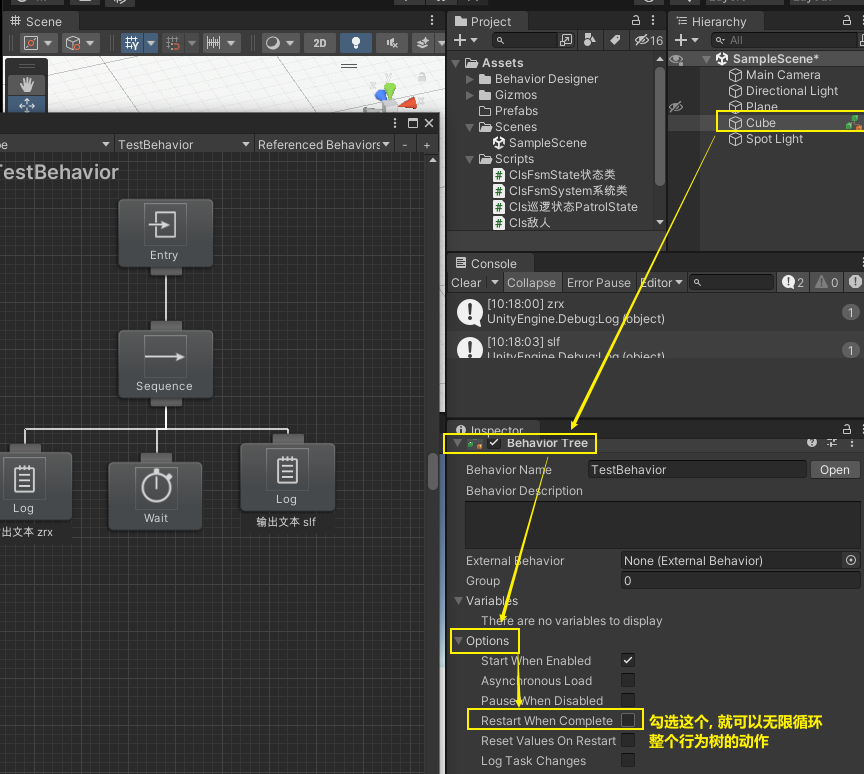 Scene
Project
Hierarchy
2D
16
All
Assets
Behavior Designer
Gizmos
Prefabs
Scenes
SampleScene
Scripts
ClsFsmState状态类
ClsFsmSystem系统类
Cls巡逻状态PatrolState
Cls敌人
SampleScene*
Main Camera
Directional Light
Plane
Cube
Spot Light
TestBehavior
Referenced Behaviors
-
+
TestBehavior
Entry
Sequence
Log
出文本 zrx
Wait
Log
输出文本 slf
Console
Clear
Collapse
Error Pause
Editor
2
0
[10:18:00] zrx
UnityEngine.Debug:Log (object)
1
[10:18:03] slf
UnityEngine.Debug:Log (object)
1
Inspector
Behavior Tree
Behavior Name
TestBehavior
Open
Behavior Description
External Behavior
None (External Behavior)
Group
0
Variables
There are no variables to display
Options
Start When Enabled
Asynchronous Load
Pause When Disabled
Restart When Complete
勾选这个, 就可以无限循环
整个行为树的动作
Reset Values On Restart
Log Task Changes